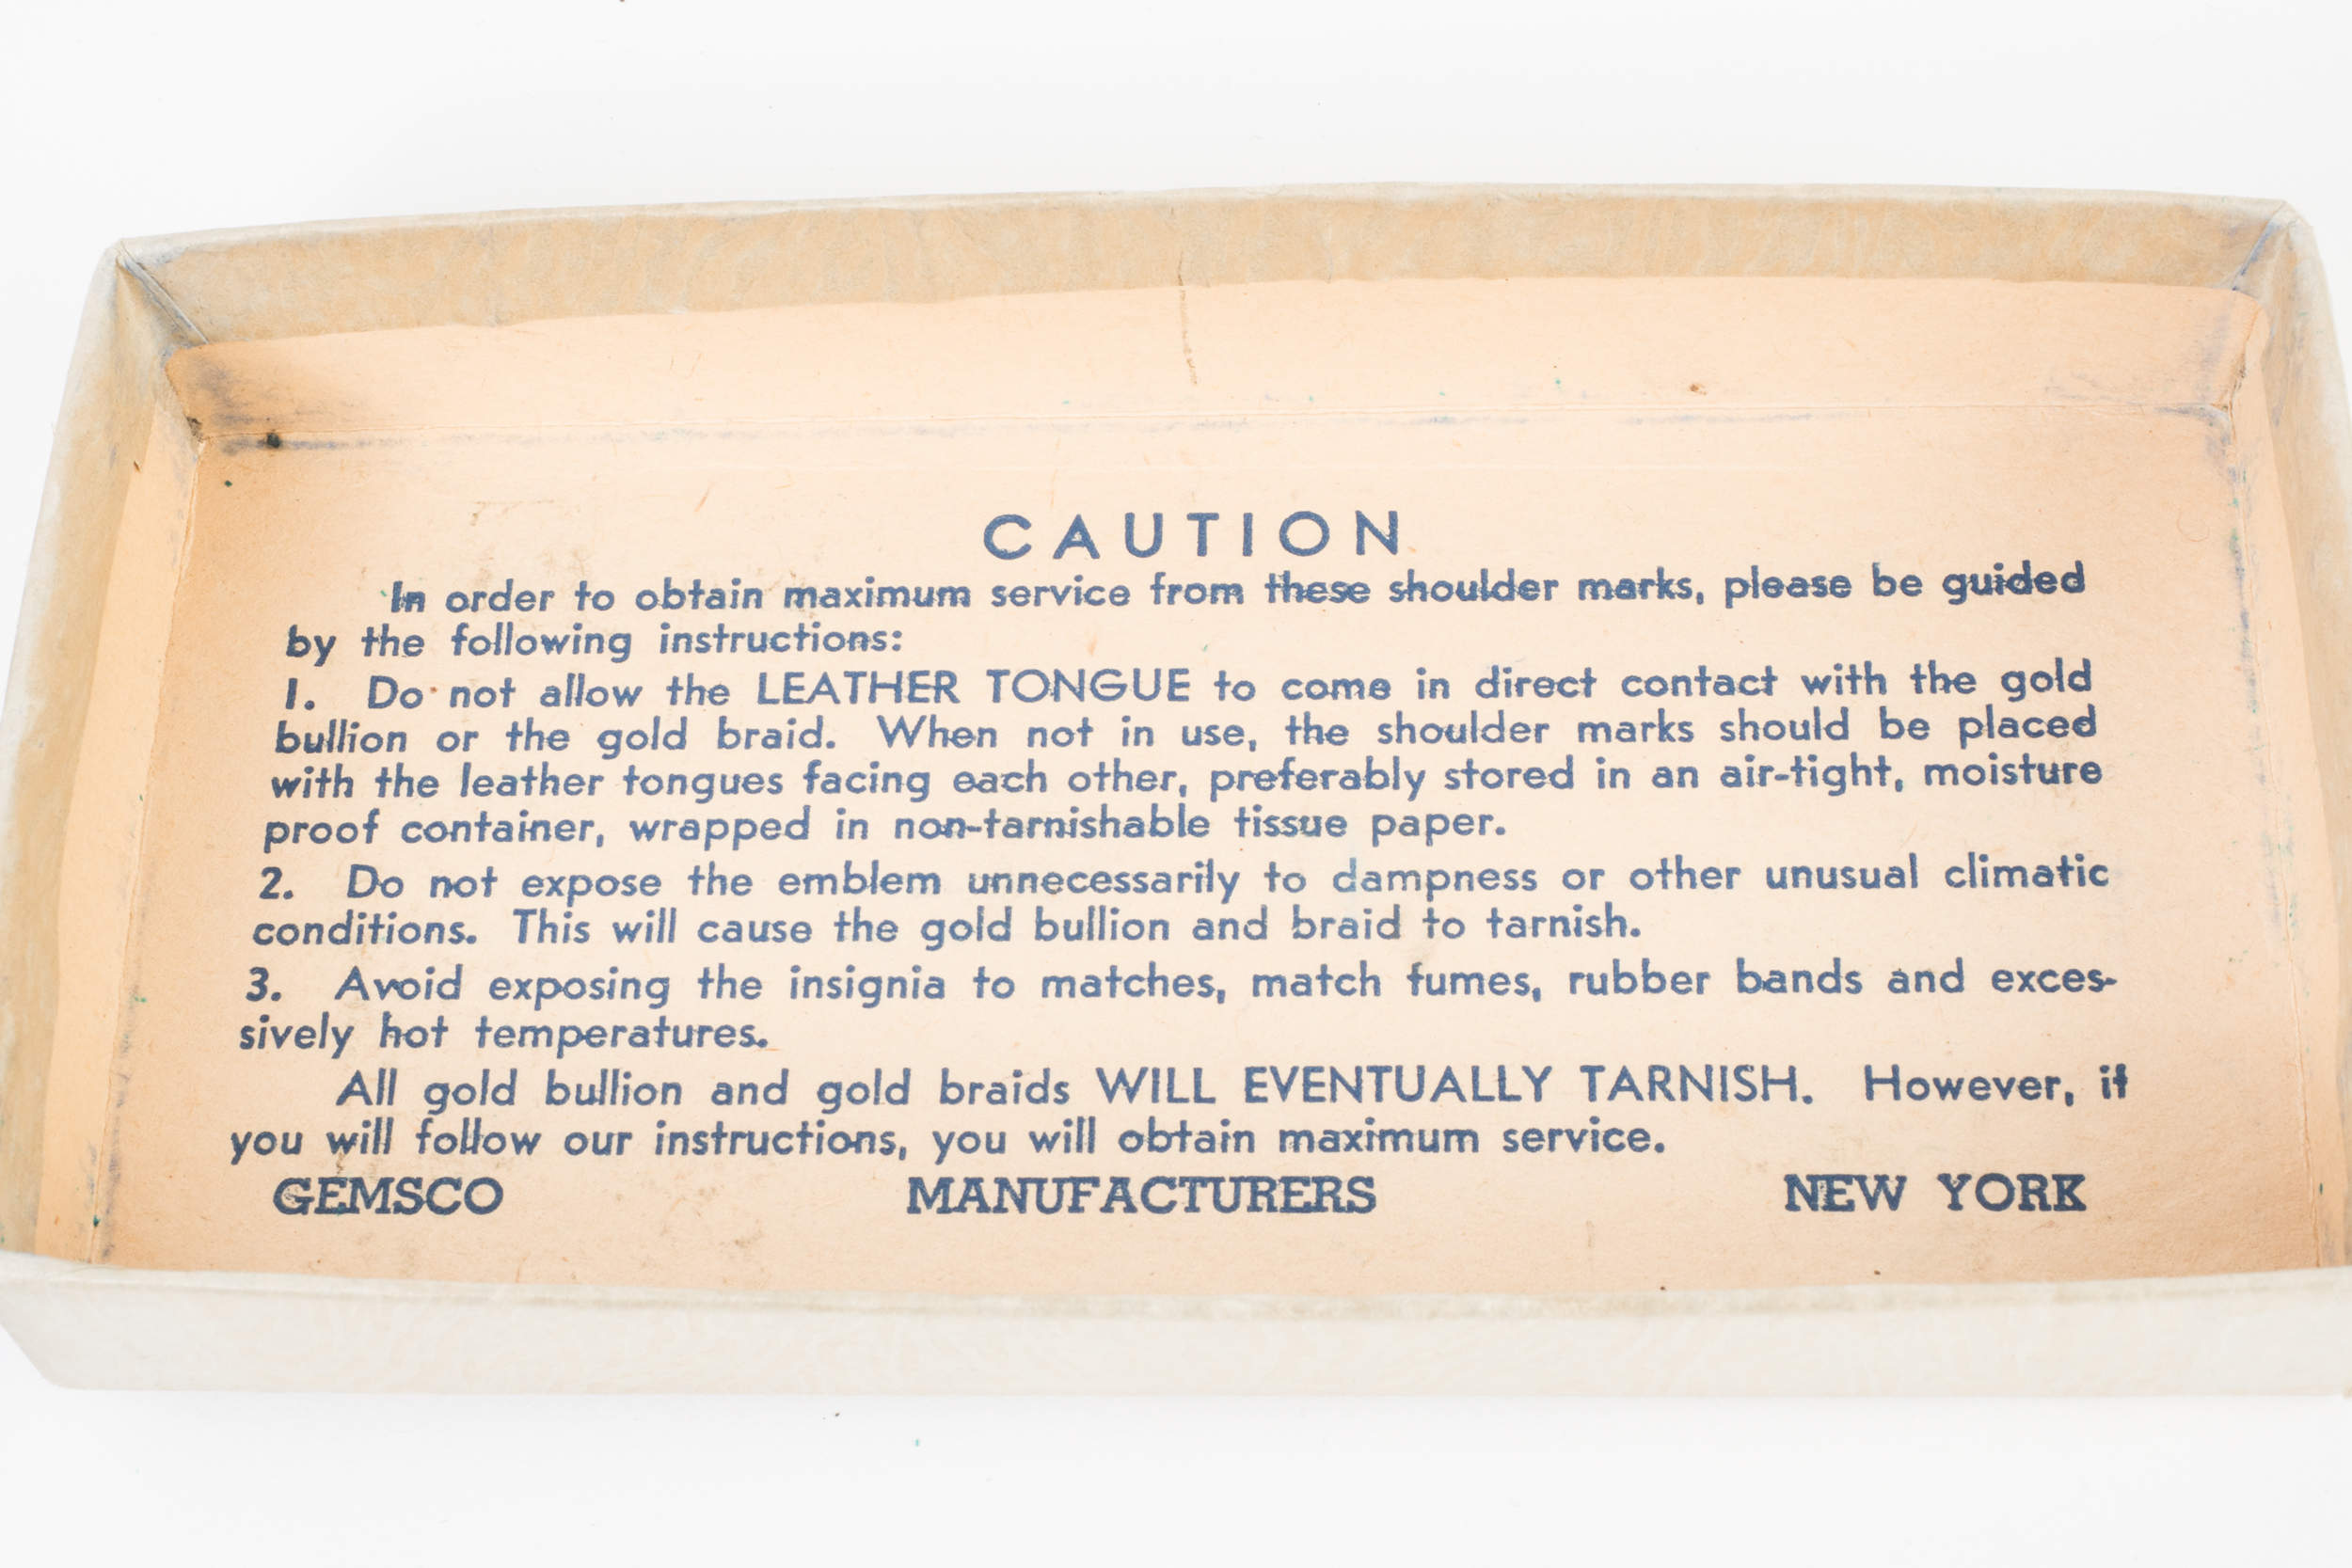 CAUTION
In order to obtain maximum service from these shoulder marks, please be guided
by the following instructions:
1. Do not allow the LEATHER TONGUE to come in direct contact with the gold
bullion or the gold braid. When not in use, the shoulder marks should be placed
with the leather tongues facing each other, preferably stored in an air-tight, moisture
proof container, wrapped in non-tarnishable tissue paper.
2. Do not expose the emblem unnecessarily to dampness or other unusual climatic
conditions. This will cause the gold bullion and braid to tarnish.
3. Avoid exposing the insignia to matches, match fumes, rubber bands and exces-
sively hot temperatures.
All gold bullion and gold braids WILL EVENTUALLY TARNISH. However, if
you will follow our instructions, you will obtain maximum service.
GEMSCO MANUFACTURERS NEW YORK